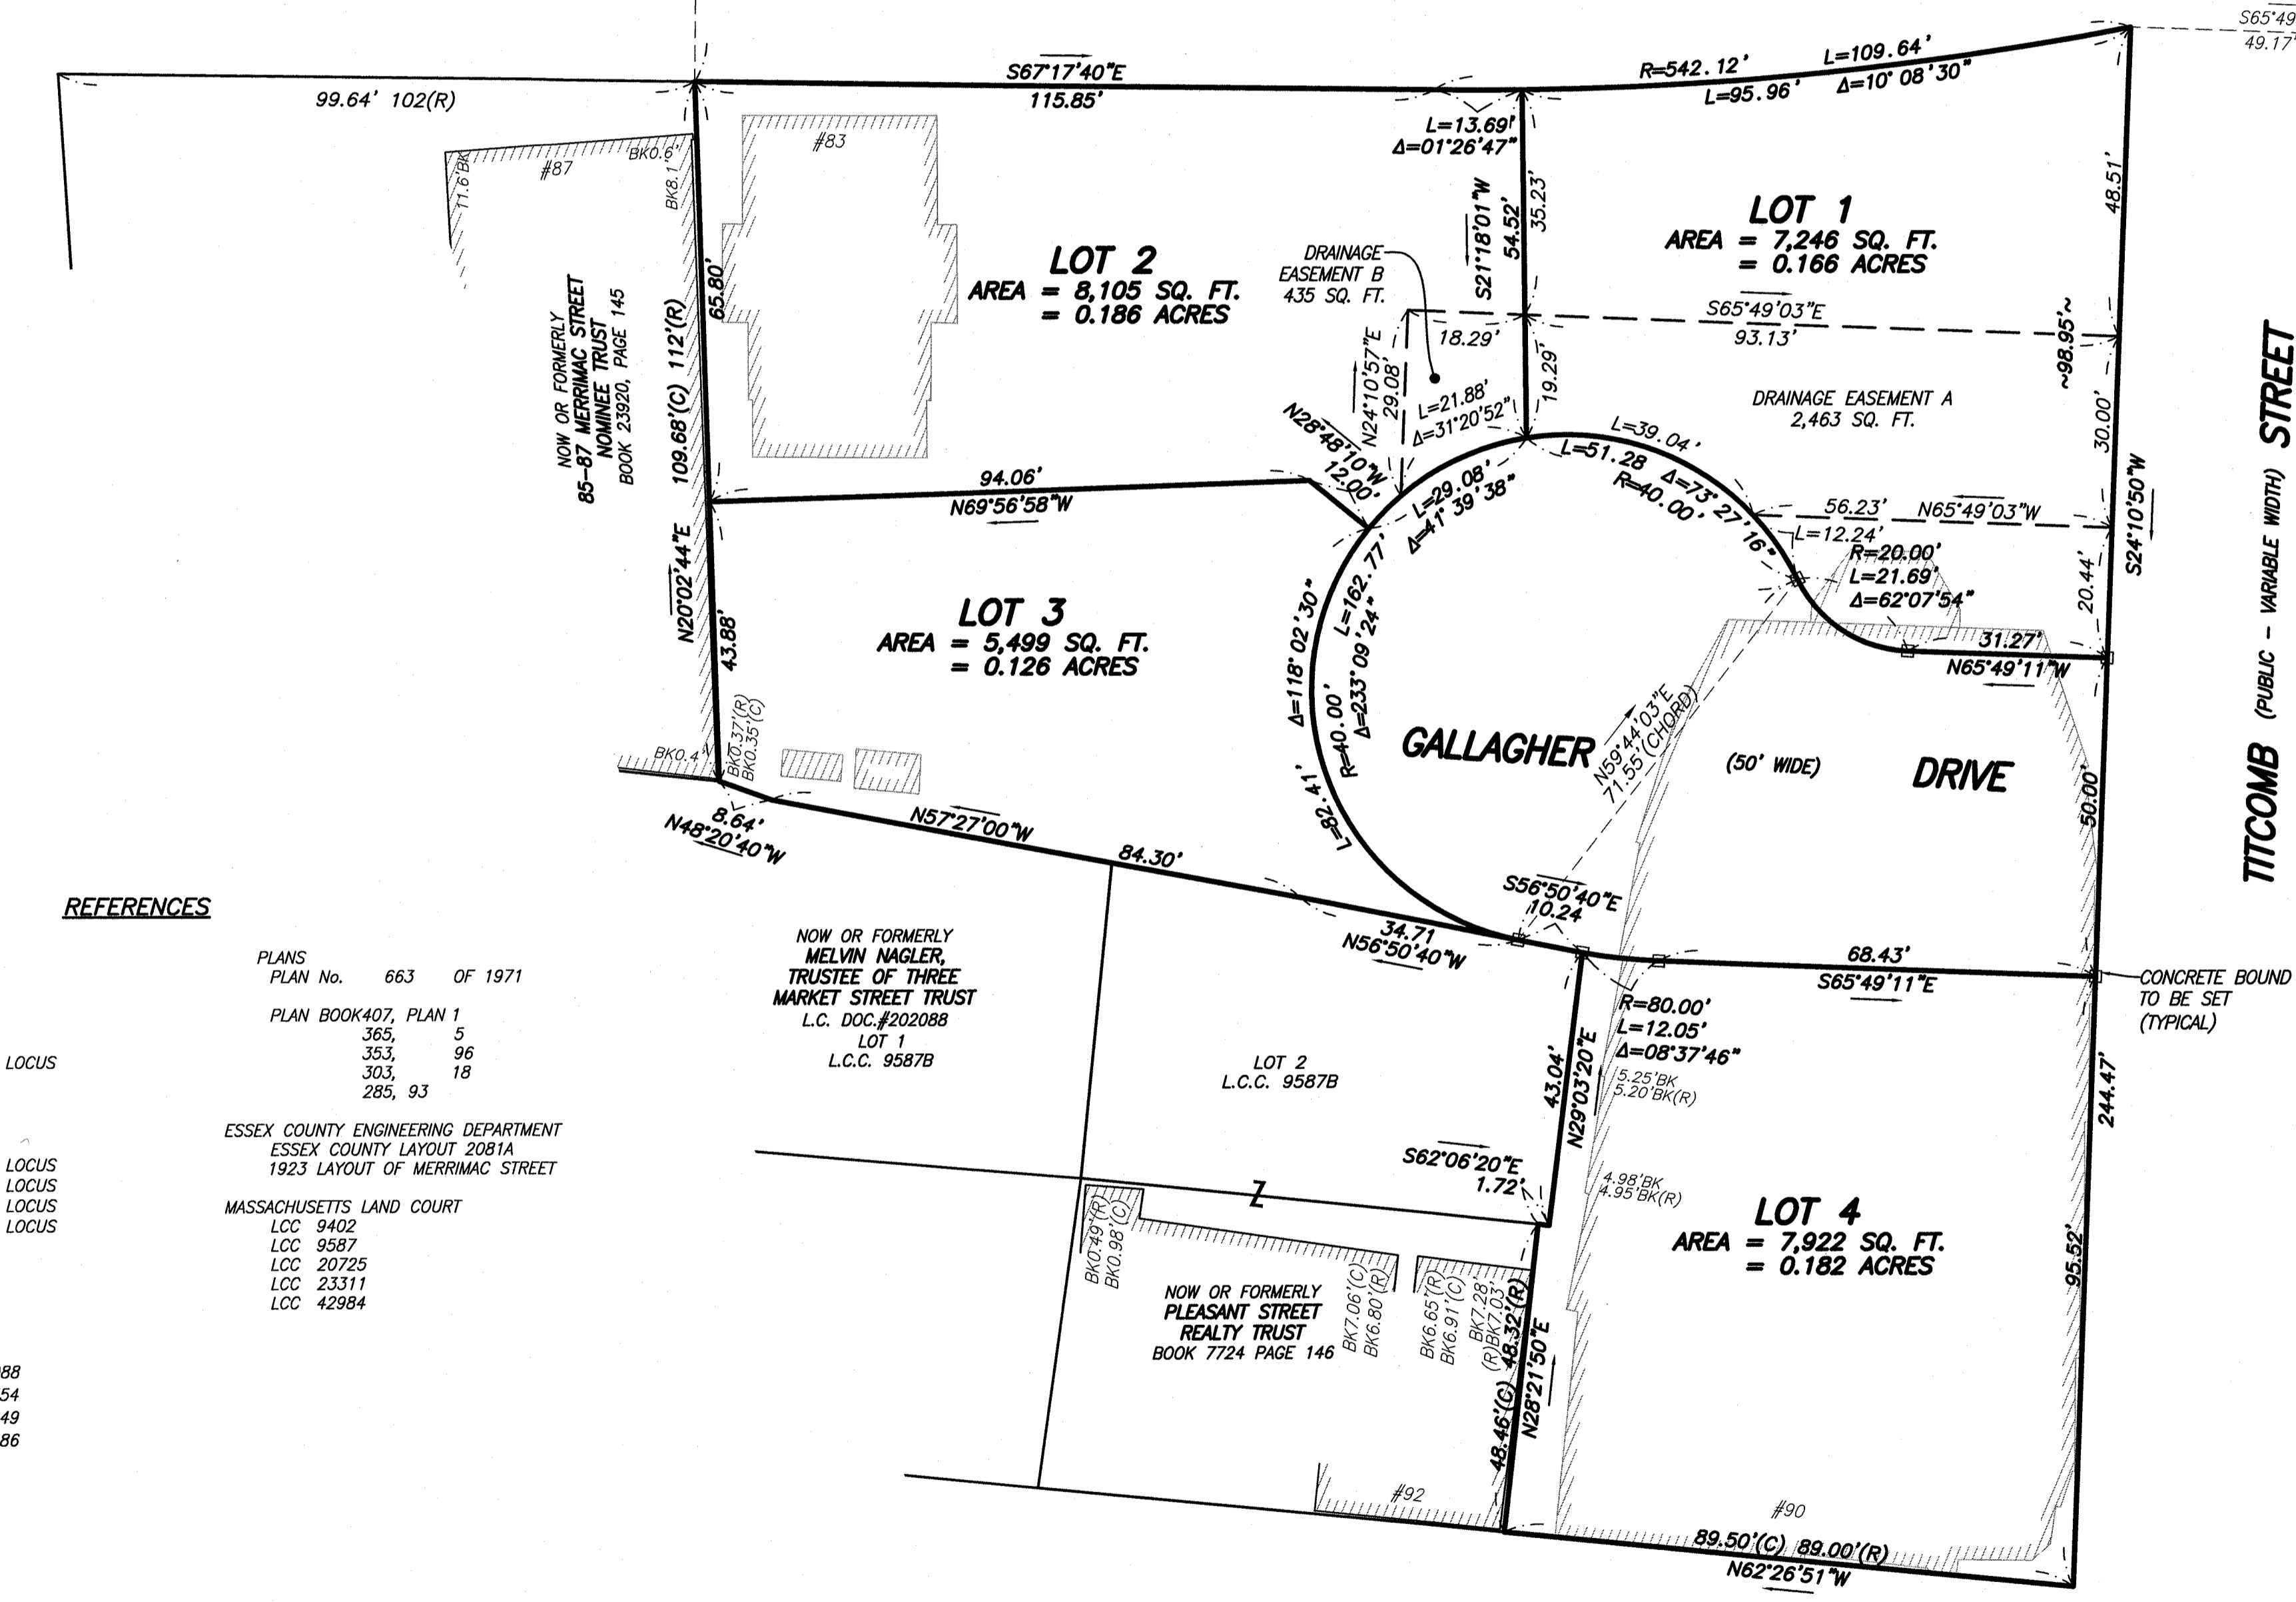 S65°49
49.17'
S67°17'40"E
115.85'
99.64' 102(R)
R=542.12'
L=109.64'
L=95.96'
Δ=10°08'30"
L=13.69'
Δ=01°26'47"
#83
#87
BK0.6'
BK8.1'
11.6'BK
LOT 1
AREA = 7,246 SQ. FT.
= 0.166 ACRES
48.51'
S21°18'01"W
54.52'
35.23'
LOT 2
AREA = 8,105 SQ. FT.
= 0.186 ACRES
DRAINAGE
EASEMENT B
435 SQ. FT.
S65°49'03"E
93.13'
18.29'
19.29'
N24°10'57"E
29.08'
L=21.88'
Δ=31°20'52"
DRAINAGE EASEMENT A
2,463 SQ. FT.
~98.95'~
30.00'
S24°10'50"W
20.44'
TITCOMB (PUBLIC - VARIABLE WIDTH) STREET
NOW OR FORMERLY
85-87 MERRIMAC STREET
NOMINEE TRUST
BOOK 23920, PAGE 145
N20°02'44"E 109.68'(C) 112'(R)
65.80'
43.88'
94.06'
N69°56'58"W
N28°48'10"W
12.00'
L=29.08'
Δ=41°39'38"
L=39.04'
L=51.28 Δ=73°27'16"
R=40.00'
56.23' N65°49'03"W
L=12.24'
R=20.00'
L=21.69'
Δ=62°07'54"
31.27'
N65°49'11"W
LOT 3
AREA = 5,499 SQ. FT.
= 0.126 ACRES
L=82.41' Δ=118°02'30"
L=162.77'
R=40.00' Δ=233°09'24"
GALLAGHER (50' WIDE) DRIVE
N59°44'03"E
71.55'(CHORD)
50.00'
BK0.37'(R)
BK0.35'(C)
BK0.4'
8.64'
N48°20'40"W
N57°27'00"W
84.30'
34.71
N56°50'40"W
S56°50'40"E
10.24
68.43'
S65°49'11"E
CONCRETE BOUND
TO BE SET
(TYPICAL)
R=80.00'
L=12.05'
Δ=08°37'46"
5.25'BK
5.20'BK(R)
43.04'
N29°03'20"E
244.47'
REFERENCES
PLANS
PLAN No. 663 OF 1971
PLAN BOOK407, PLAN 1
365, 5
LOCUS 353, 96
303, 18
285, 93
ESSEX COUNTY ENGINEERING DEPARTMENT
ESSEX COUNTY LAYOUT 2081A
LOCUS 1923 LAYOUT OF MERRIMAC STREET
LOCUS
LOCUS MASSACHUSETTS LAND COURT
LOCUS LCC 9402
LCC 9587
LCC 20725
LCC 23311
LCC 42984
88
54
49
86
NOW OR FORMERLY
MELVIN NAGLER,
TRUSTEE OF THREE
MARKET STREET TRUST
L.C. DOC.#202088
LOT 1
L.C.C. 9587B
LOT 2
L.C.C. 9587B
S62°06'20"E
1.72'
4.98'BK
4.95'BK(R)
LOT 4
AREA = 7,922 SQ. FT.
= 0.182 ACRES
95.52'
Z
BK0.49'(R)
BK0.98'(C)
NOW OR FORMERLY
PLEASANT STREET
REALTY TRUST
BOOK 7724 PAGE 146
BK7.06'(C)
BK6.80'(R)
BK6.65'(R)
BK6.91'(C)
BK7.28'
(R)BK7.03'
48.46'(C) 48.32'(R)
N28°21'50"E
#92
#90
89.50'(C) 89.00'(R)
N62°26'51"W